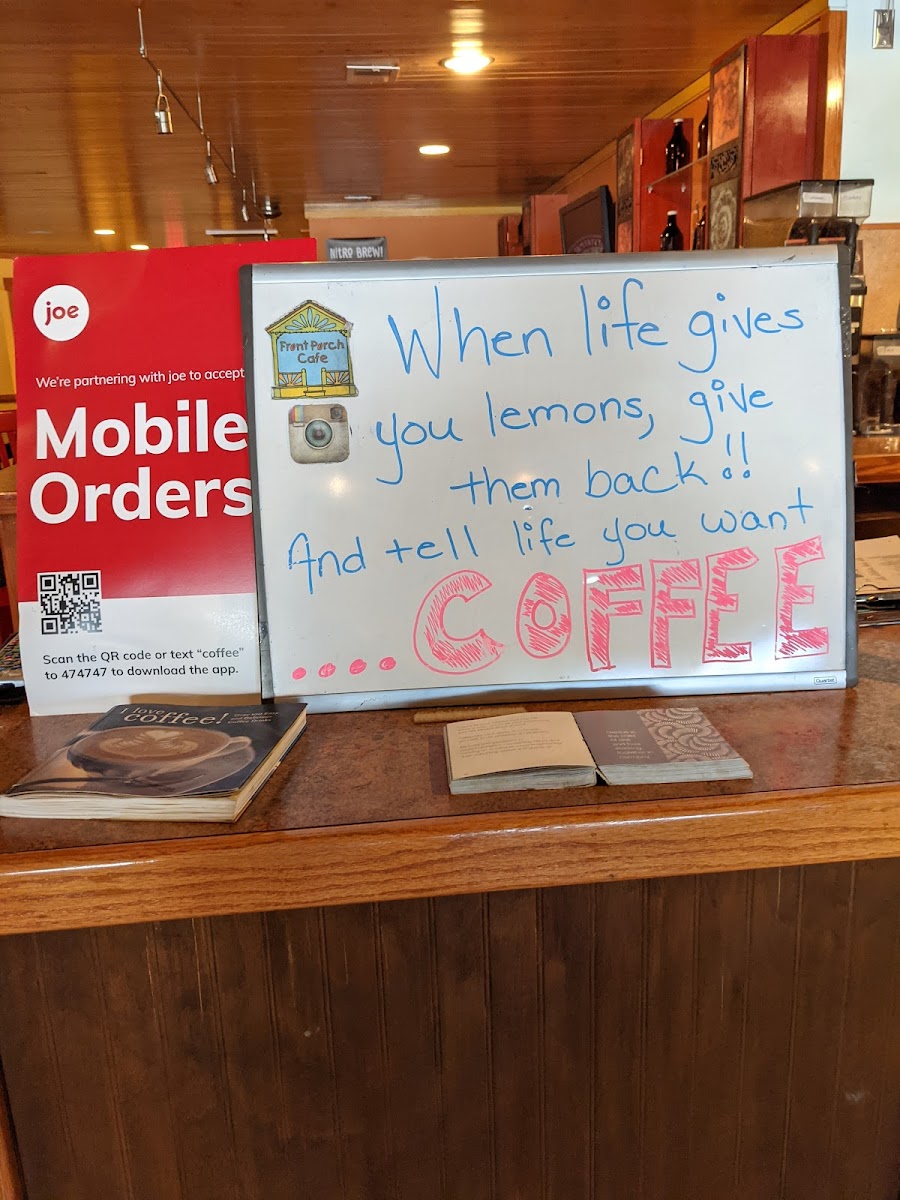 NITRO BREW!
joe
We're partnering with joe to accept
Mobile
Orders
Scan the QR code or text "coffee"
to 474747 to download the app.
Front Porch
Cafe
When life gives
you lemons, give
them back!!
And tell life you want
....COFFEE
Quartet
I love
coffee!